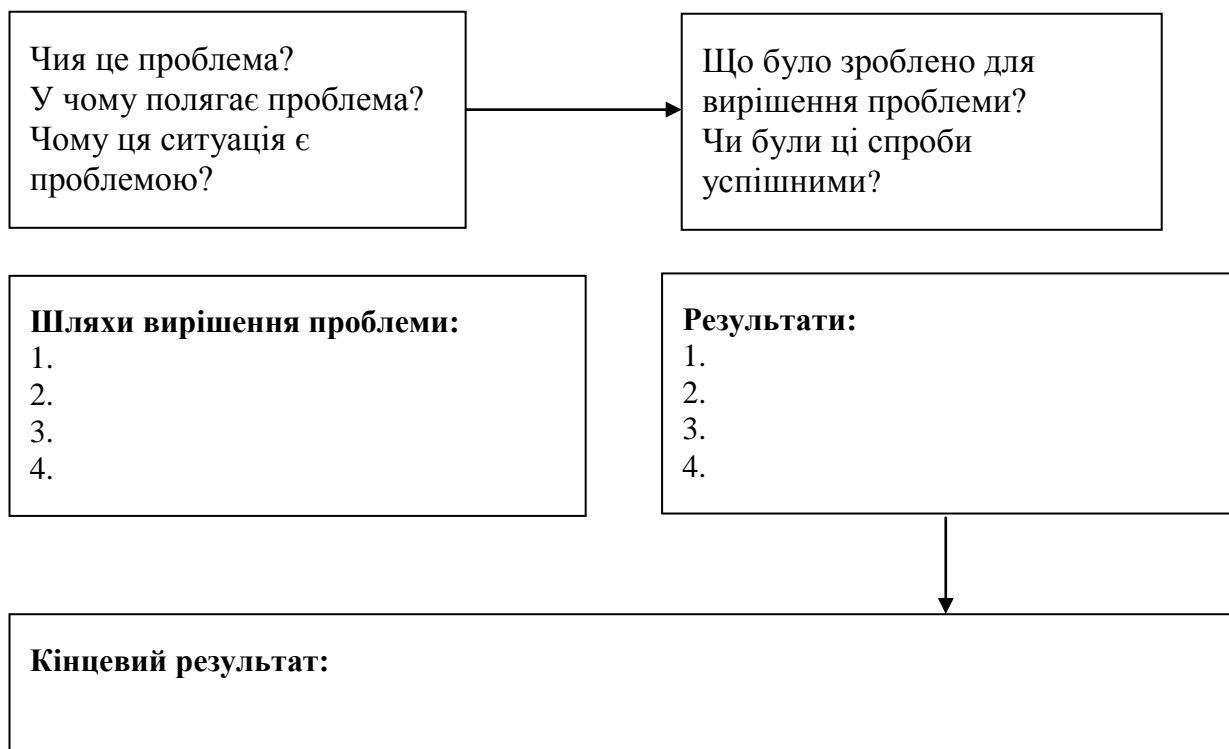 Чия це проблема?
У чому полягає проблема?
Чому ця ситуація є
проблемою?
Що було зроблено для
вирішення проблеми?
Чи були ці спроби
успішними?
Шляхи вирішення проблеми:
1.
2.
3.
4.
Результати:
1.
2.
3.
4.
Кінцевий результат: